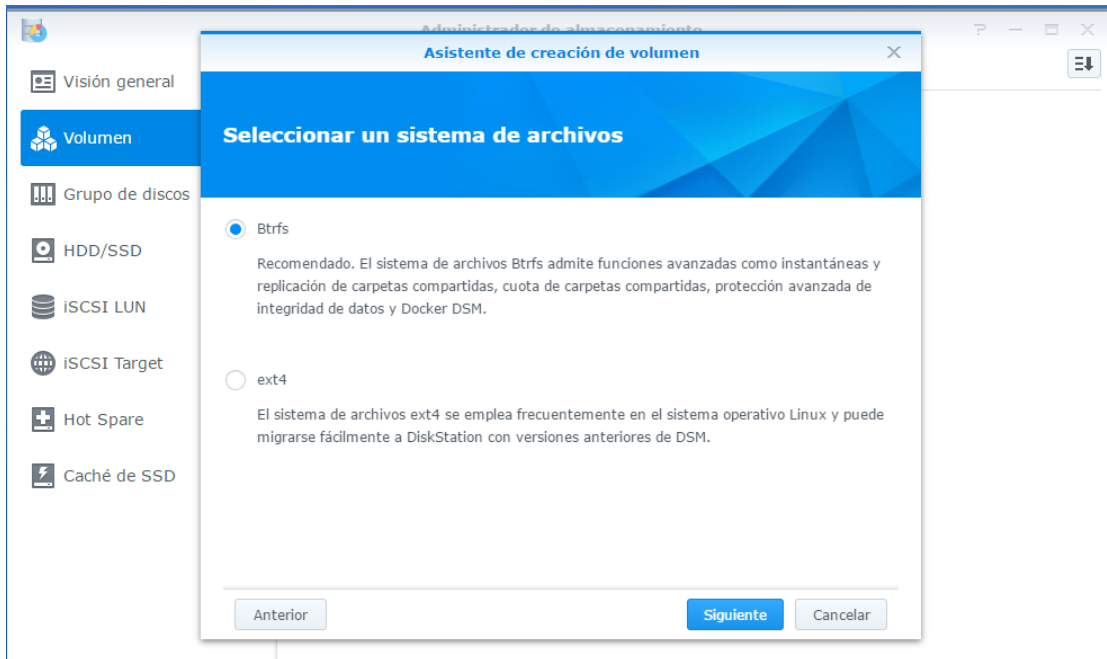 Administrador de almacenamiento
Asistente de creación de volumen
Visión general
Volumen
Grupo de discos
HDD/SSD
iSCSI LUN
iSCSI Target
Hot Spare
Caché de SSD
Seleccionar un sistema de archivos
Btrfs
Recomendado. El sistema de archivos Btrfs admite funciones avanzadas como instantáneas y
replicación de carpetas compartidas, cuota de carpetas compartidas, protección avanzada de
integridad de datos y Docker DSM.
ext4
El sistema de archivos ext4 se emplea frecuentemente en el sistema operativo Linux y puede
migrarse fácilmente a DiskStation con versiones anteriores de DSM.
Anterior
Siguiente
Cancelar